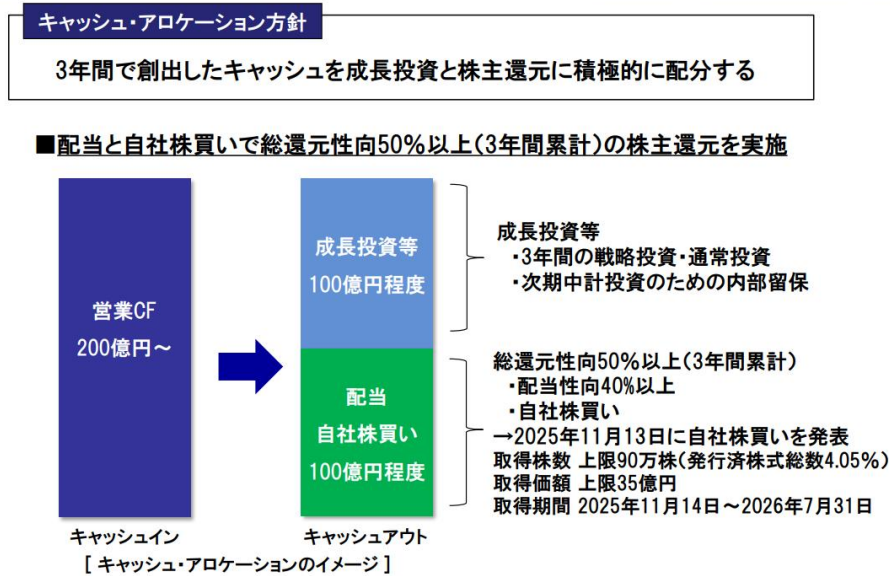 キャッシュ・アロケーション方針
3年間で創出したキャッシュを成長投資と株主還元に積極的に配分する
■配当と自社株買いで総還元性向50%以上(3年間累計)の株主還元を実施
営業CF
200億円~
成長投資等
100億円程度
配当
自社株買い
100億円程度
成長投資等
・3年間の戦略投資・通常投資
・次期中計投資のための内部留保
総還元性向50%以上(3年間累計)
・配当性向40%以上
・自社株買い
→2025年11月13日に自社株買いを発表
取得株数 上限90万株(発行済株式総数4.05%)
取得価額 上限35億円
取得期間 2025年11月14日~2026年7月31日
キャッシュイン
キャッシュアウト
[ キャッシュ・アロケーションのイメージ ]